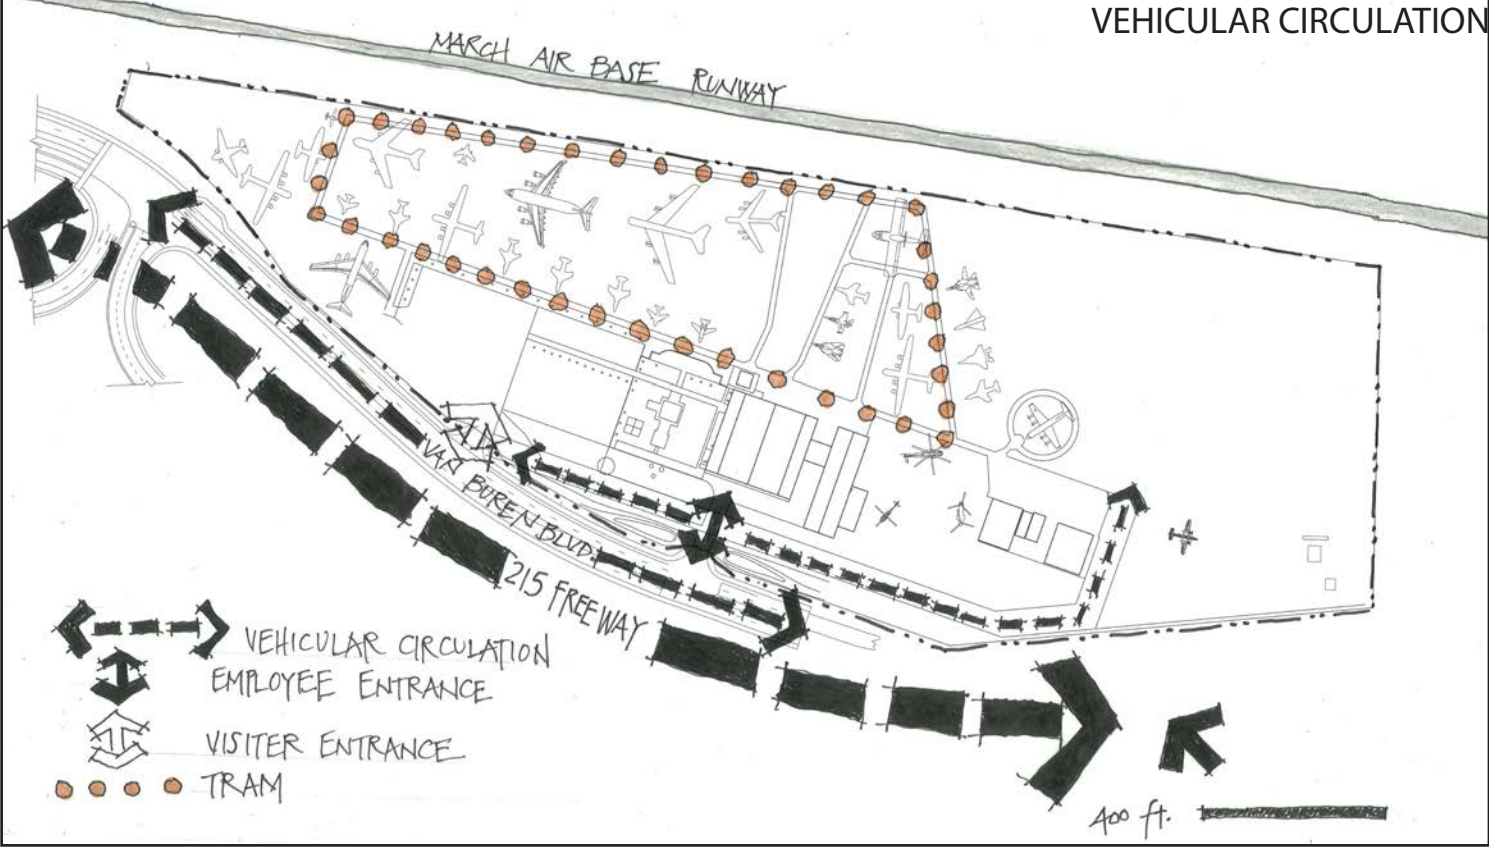 VEHICULAR CIRCULATION
MARCH AIR BASE RUNWAY
VAN BUREN BLVD.
215 FREEWAY
VEHICULAR CIRCULATION
EMPLOYEE ENTRANCE
VISITER ENTRANCE
TRAM
400 ft.